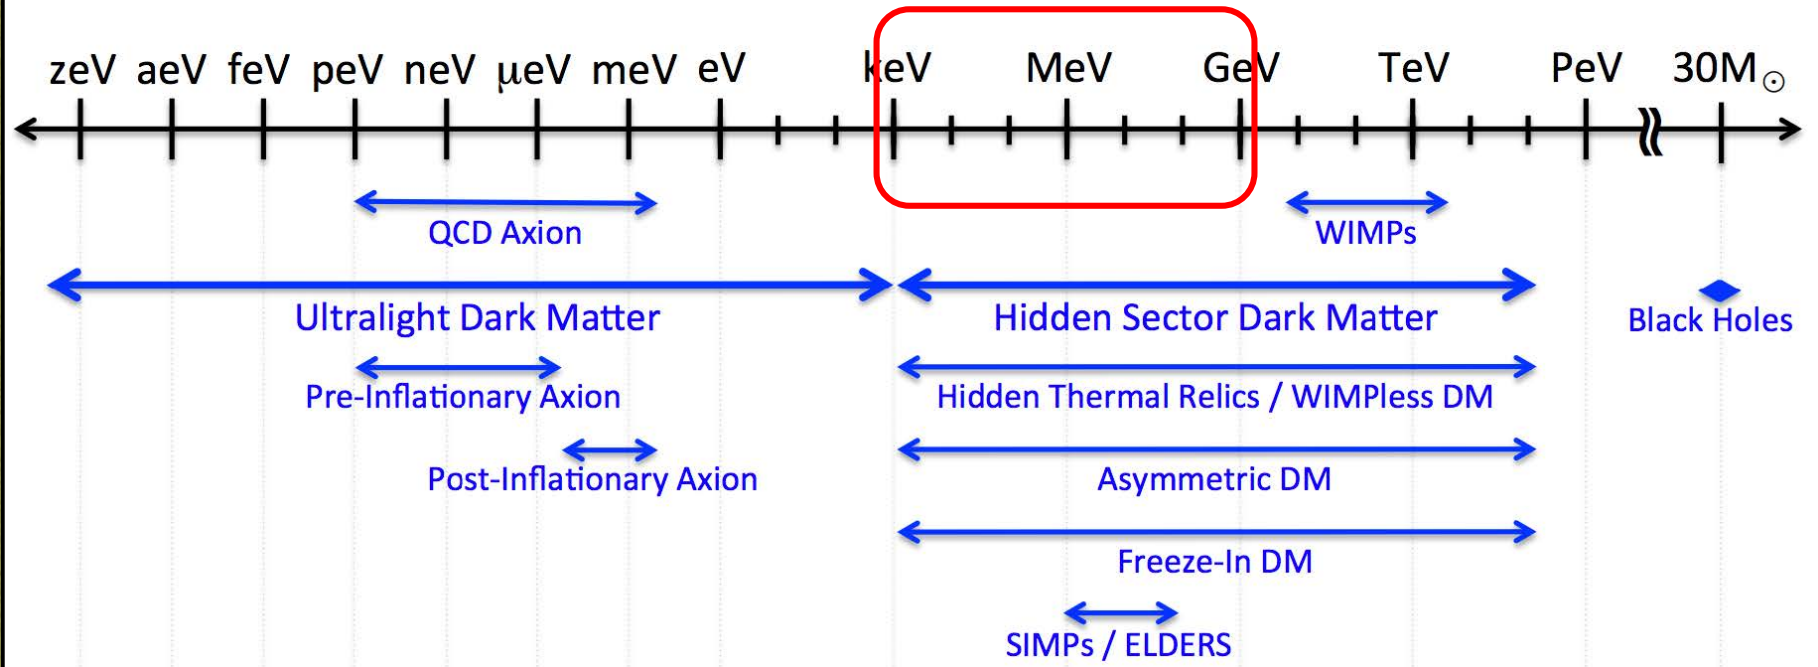 zeV aeV feV peV neV μeV meV eV keV MeV GeV TeV PeV 30M☉
QCD Axion WIMPs
Ultralight Dark Matter Hidden Sector Dark Matter Black Holes
Pre-Inflationary Axion Hidden Thermal Relics / WIMPless DM
Post-Inflationary Axion Asymmetric DM
Freeze-In DM
SIMPs / ELDERS